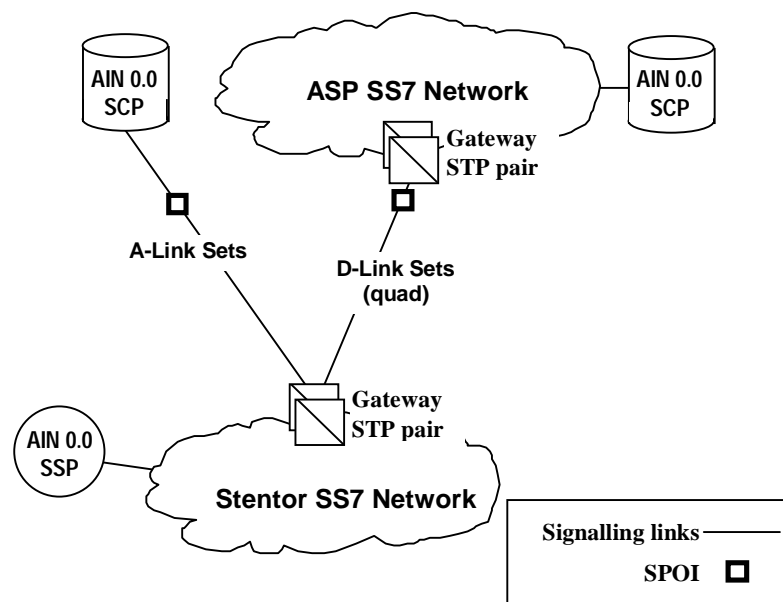 AIN 0.0
SCP
ASP SS7 Network
AIN 0.0
SCP
Gateway
STP pair
A-Link Sets
D-Link Sets
(quad)
Gateway
STP pair
AIN 0.0
SSP
Stentor SS7 Network
Signalling links
SPOI